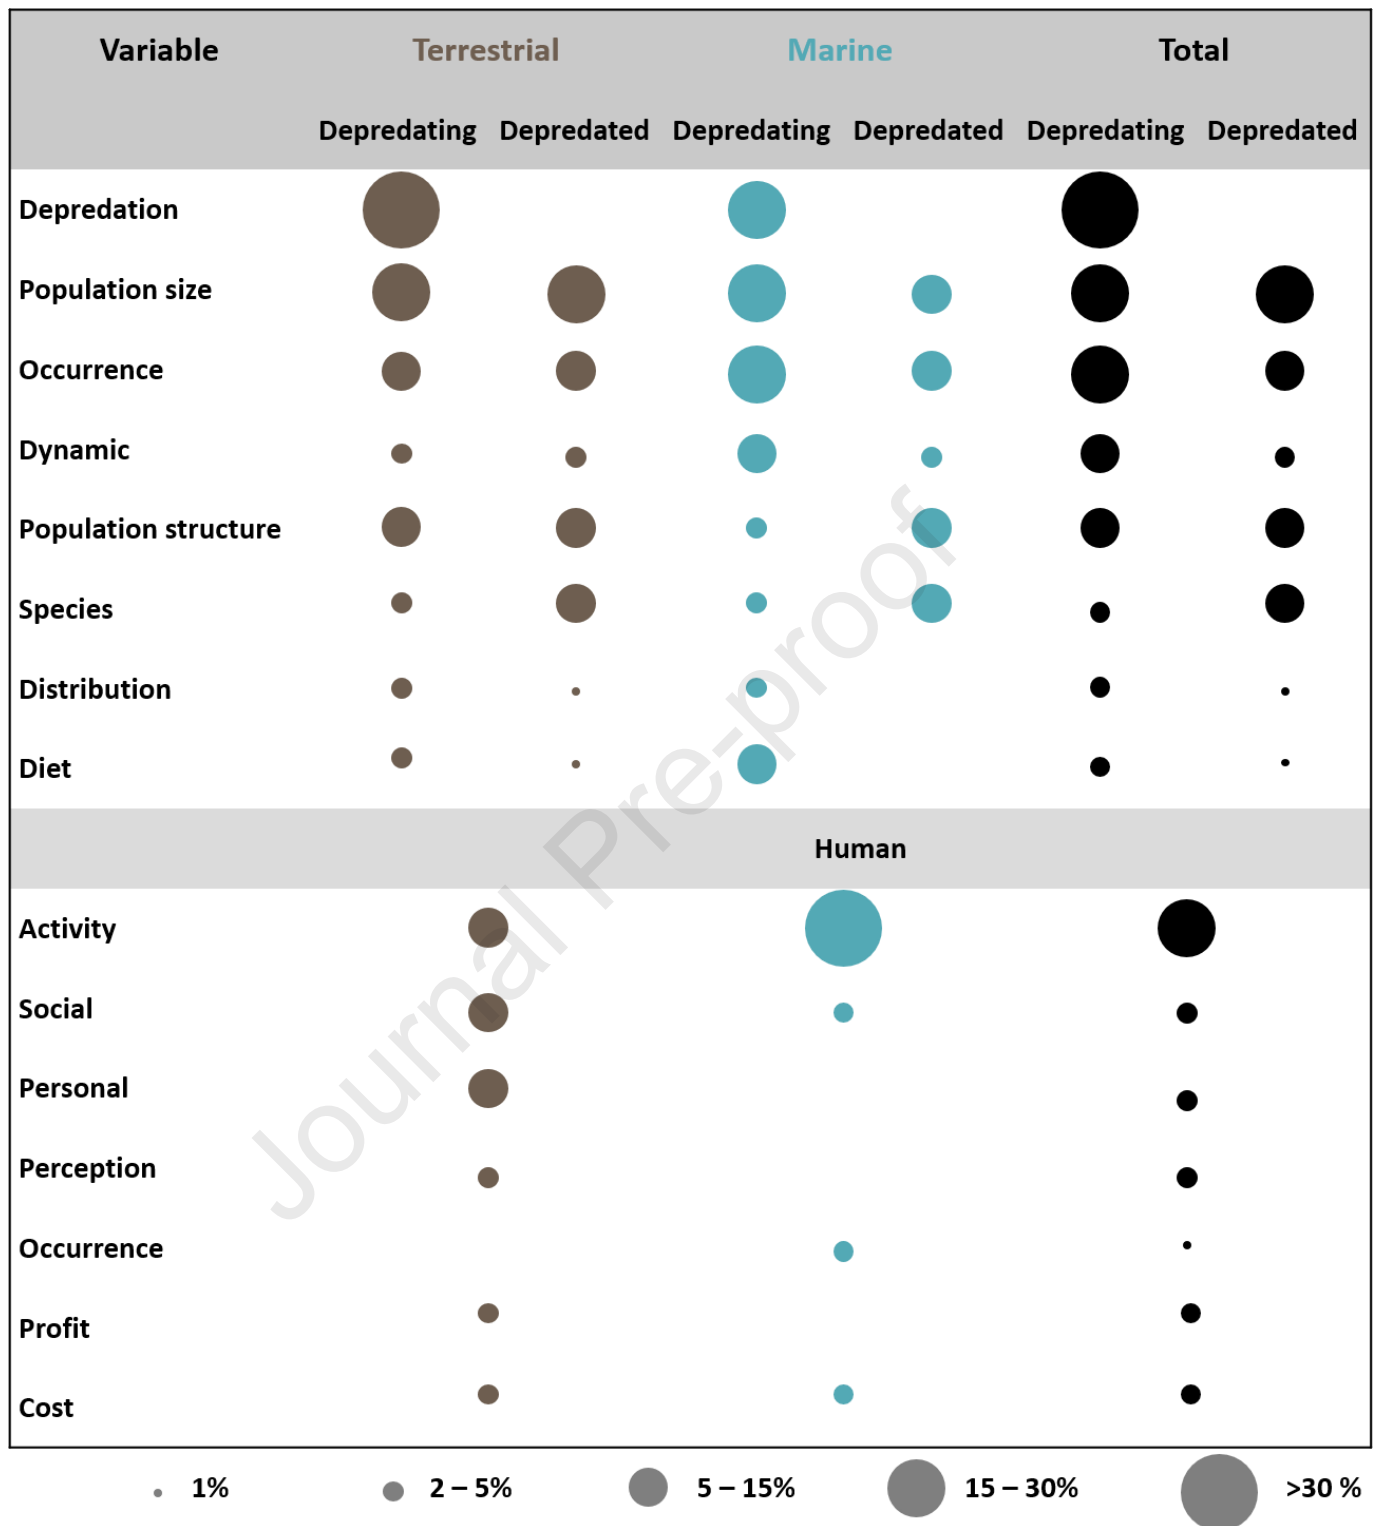 Variable Terrestrial Marine Total
Depredating Depredated Depredating Depredated Depredating Depredated
Depredation
Population size
Occurrence
Dynamic
Population structure
Species
Distribution
Diet
Human
Activity
Social
Personal
Perception
Occurrence
Profit
Cost
1% 2 – 5% 5 – 15% 15 – 30% >30 %
Journal Pre-proof